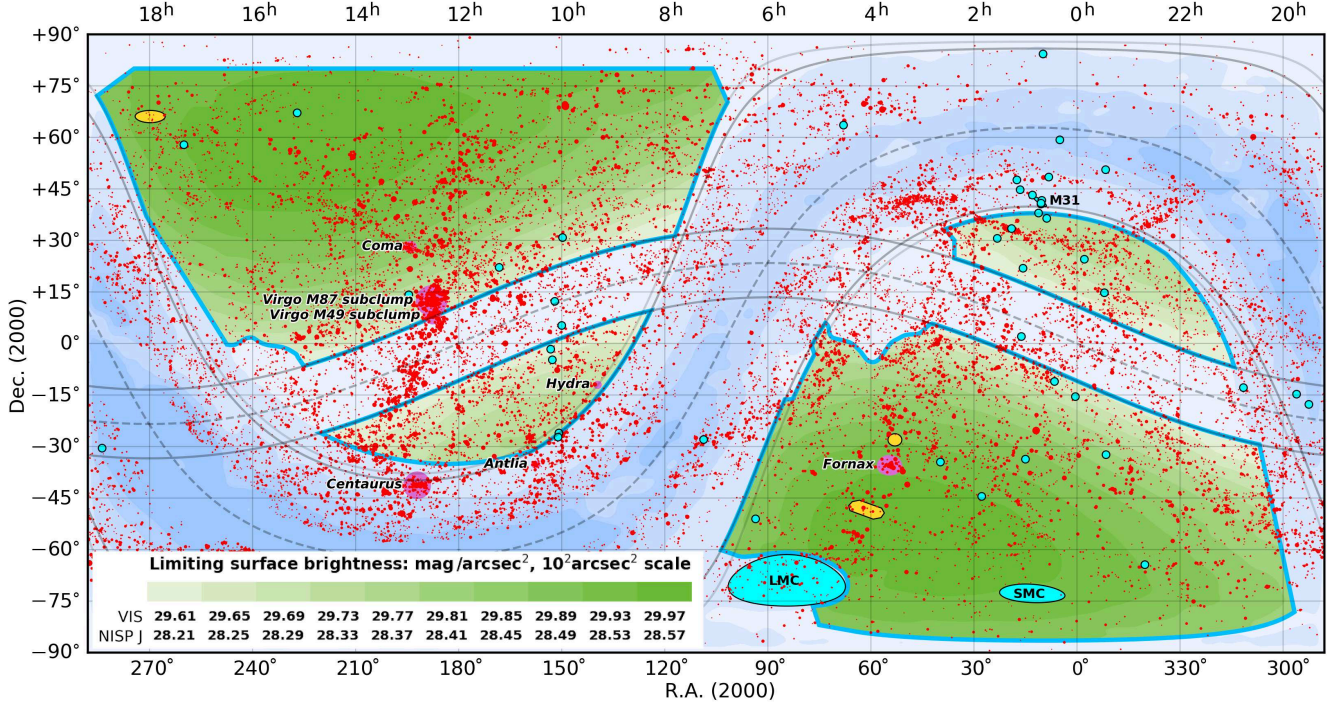 18ʰ 16ʰ 14ʰ 12ʰ 10ʰ 8ʰ 6ʰ 4ʰ 2ʰ 0ʰ 22ʰ 20ʰ
+90°
+75°
+60°
+45°
M31
+30°
Coma
+15°
Virgo M87 subclump
Virgo M49 subclump
0°
Dec. (2000)
−15°
Hydra
−30°
Antlia
Fornax
Centaurus
−45°
−60°
Limiting surface brightness: mag/arcsec², 10²arcsec² scale
LMC
SMC
−75°
VIS 29.61 29.65 29.69 29.73 29.77 29.81 29.85 29.89 29.93 29.97
NISP J 28.21 28.25 28.29 28.33 28.37 28.41 28.45 28.49 28.53 28.57
−90°
270° 240° 210° 180° 150° 120° 90° 60° 30° 0° 330° 300°
R.A. (2000)